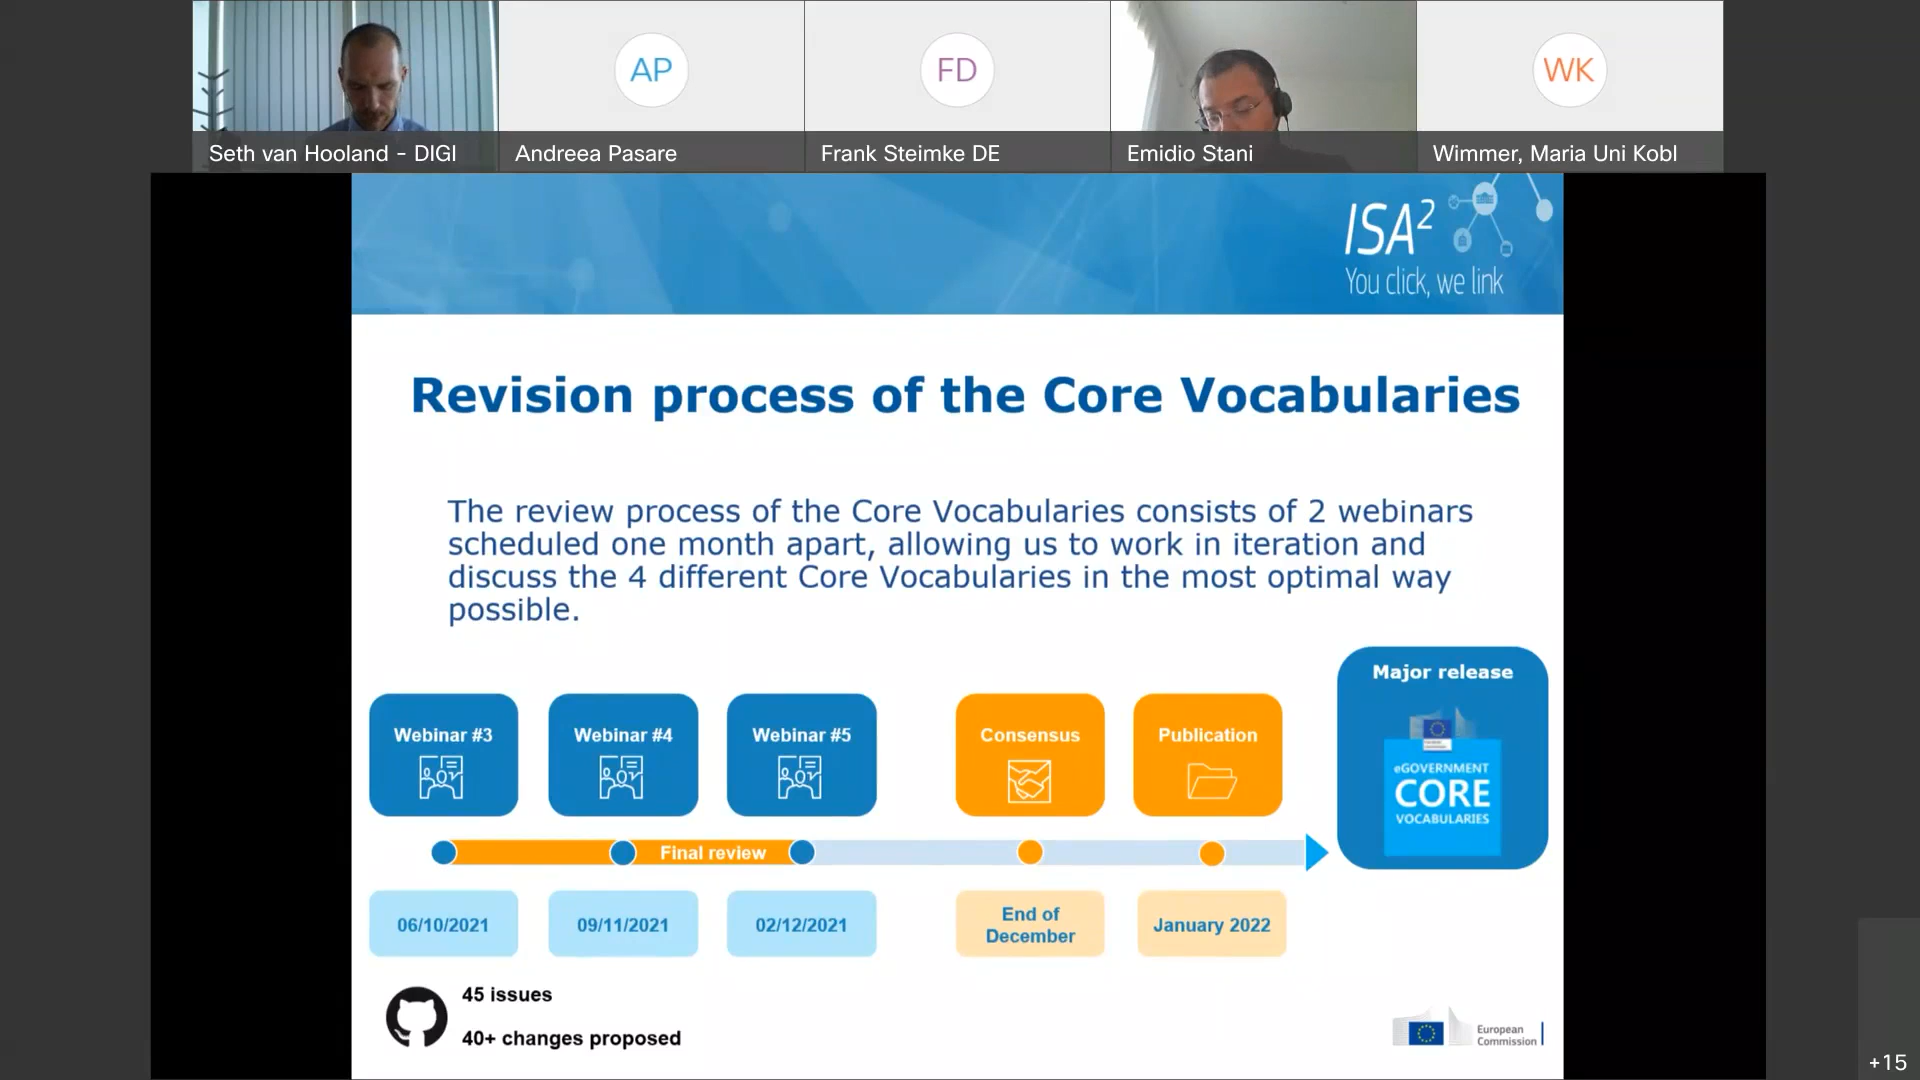 AP
FD
WK
Seth van Hooland - DIGI
Andreea Pasare
Frank Steimke DE
Emidio Stani
Wimmer, Maria Uni Kobl
ISA²
You click, we link
Revision process of the Core Vocabularies
The review process of the Core Vocabularies consists of 2 webinars
scheduled one month apart, allowing us to work in iteration and
discuss the 4 different Core Vocabularies in the most optimal way
possible.
Major release
Webinar #3
Webinar #4
Webinar #5
Consensus
Publication
eGOVERNMENT
CORE
VOCABULARIES
Final review
06/10/2021
09/11/2021
02/12/2021
End of
December
January 2022
45 issues
40+ changes proposed
European
Commission
+15